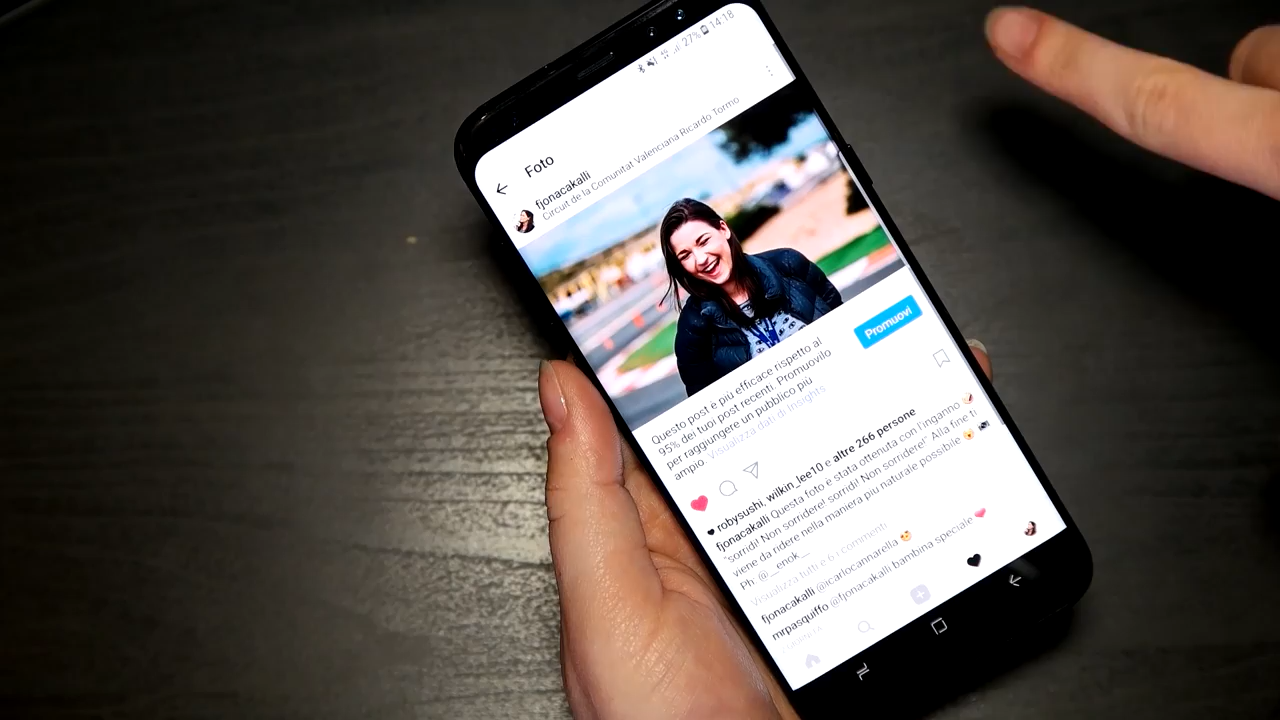 27% 14:18
Foto
fjonacakalli
Circuit de la Comunitat Valenciana Ricardo Tormo
Questo post è più efficace rispetto al
95% dei tuoi post recenti. Promuovilo
per raggiungere un pubblico più
ampio. Visualizza dati di Insights
Promuovi
robysushi, wilkin_lee10 e altre 266 persone
fjonacakalli Questa foto è stata ottenuta con l'inganno
"sorridi! Non sorridere! sorridi! Non sorridere!" Alla fine ti
viene da ridere nella maniera più naturale possibile
Ph: @__enok__
Visualizza tutti e 6 i commenti
fjonacakalli @icarlocannarella
mrpasquiffo @fjonacakalli bambina speciale